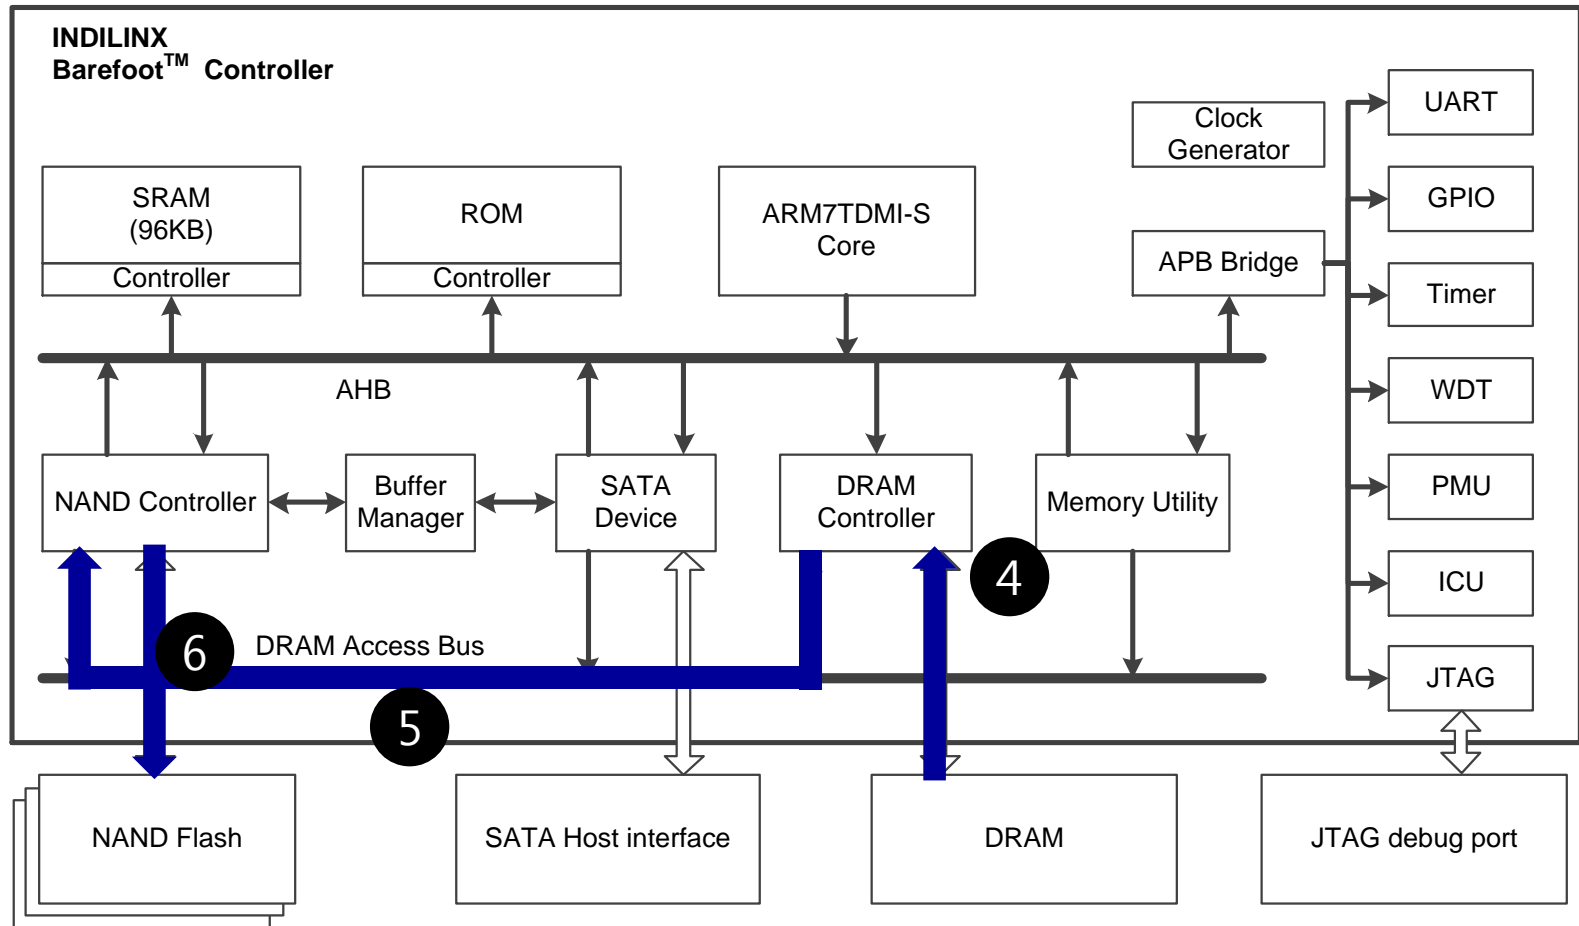 INDILINX
Barefoot™ Controller
UART
Clock
Generator
SRAM
(96KB)
Controller
ROM
Controller
ARM7TDMI-S
Core
GPIO
APB Bridge
Timer
AHB
WDT
NAND Controller
Buffer
Manager
SATA
Device
DRAM
Controller
Memory Utility
PMU
4
ICU
6
DRAM Access Bus
JTAG
5
NAND Flash
SATA Host interface
DRAM
JTAG debug port